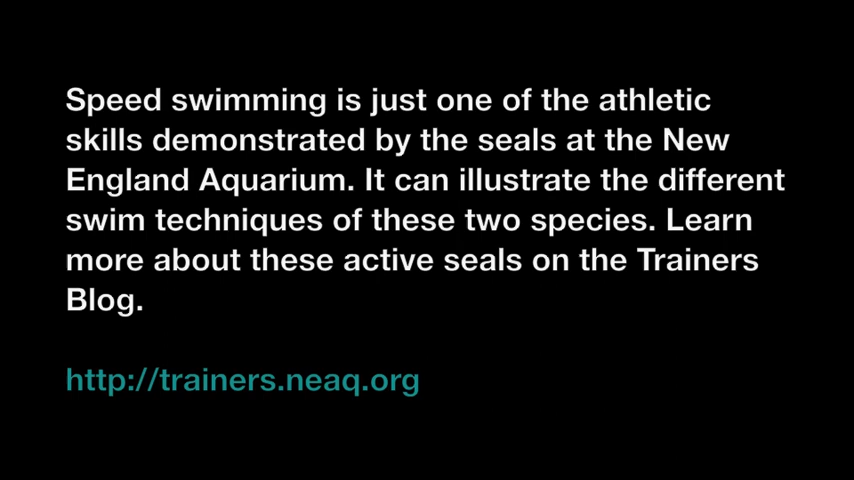 Speed swimming is just one of the athletic
skills demonstrated by the seals at the New
England Aquarium. It can illustrate the different
swim techniques of these two species. Learn
more about these active seals on the Trainers
Blog.
http://trainers.neaq.org